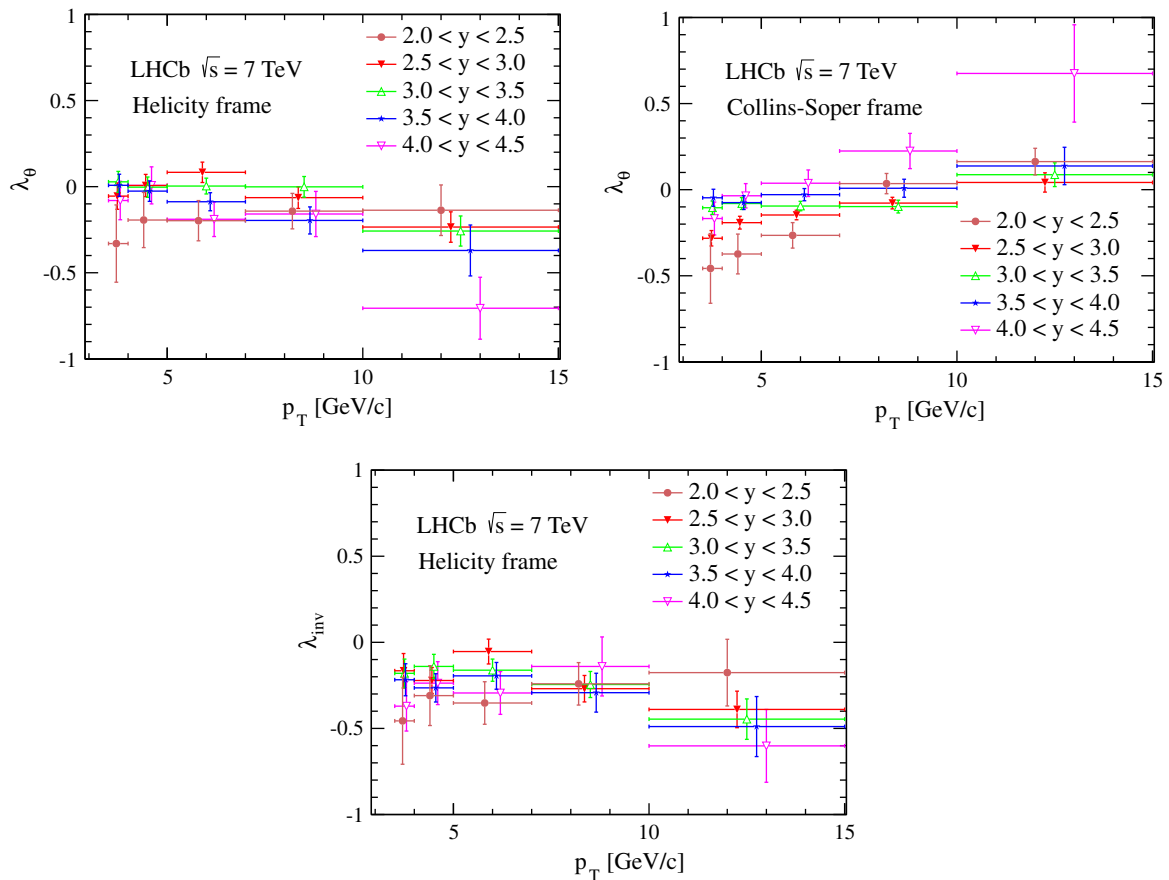 1
0.5
0
-0.5
-1
λθ
LHCb √s = 7 TeV
Helicity frame
2.0 < y < 2.5
2.5 < y < 3.0
3.0 < y < 3.5
3.5 < y < 4.0
4.0 < y < 4.5
5
10
15
p_T [GeV/c]
1
0.5
0
-0.5
-1
λθ
LHCb √s = 7 TeV
Collins-Soper frame
2.0 < y < 2.5
2.5 < y < 3.0
3.0 < y < 3.5
3.5 < y < 4.0
4.0 < y < 4.5
5
10
15
p_T [GeV/c]
1
0.5
0
-0.5
-1
λinv
LHCb √s = 7 TeV
Helicity frame
2.0 < y < 2.5
2.5 < y < 3.0
3.0 < y < 3.5
3.5 < y < 4.0
4.0 < y < 4.5
5
10
15
p_T [GeV/c]